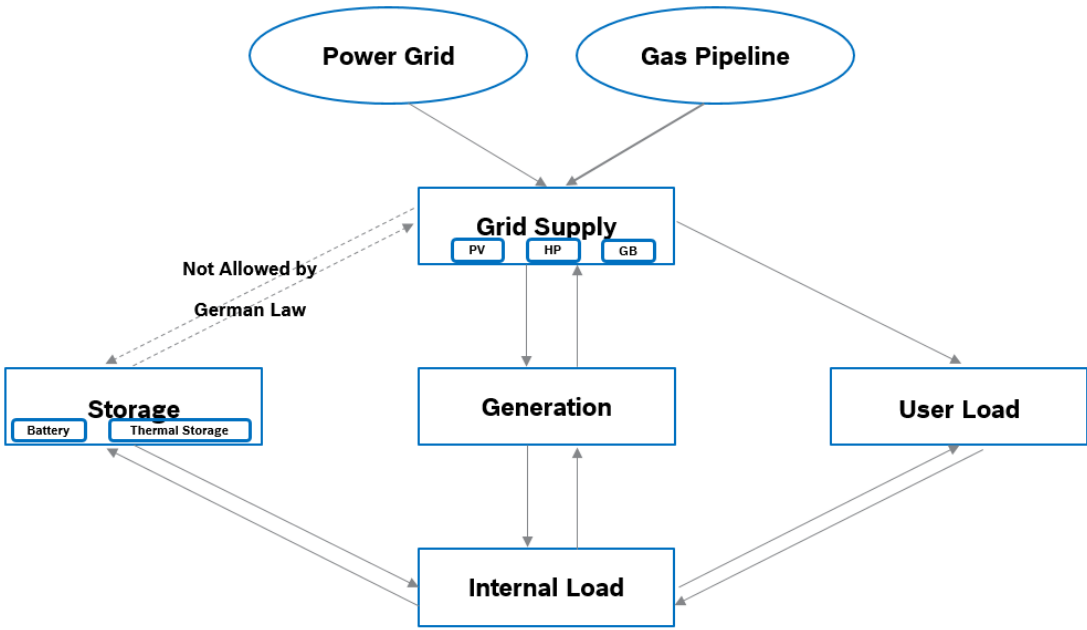 Power Grid
Gas Pipeline
Grid Supply
PV
HP
GB
Not Allowed by
German Law
Storage
Battery
Thermal Storage
Generation
User Load
Internal Load